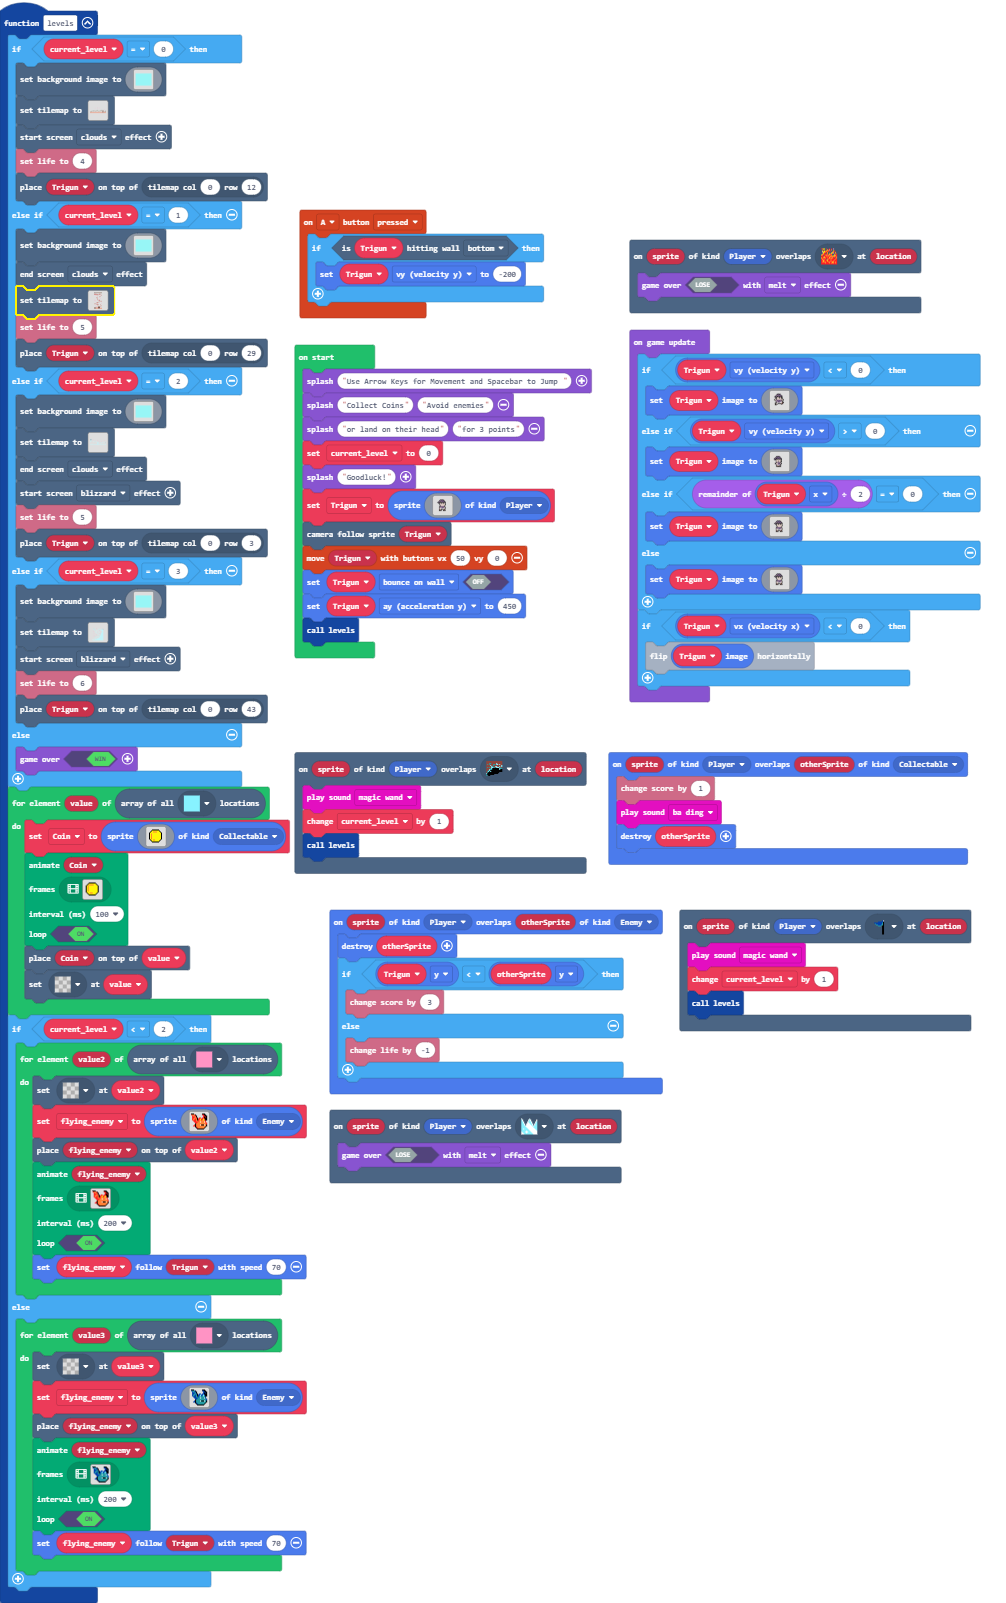 function levels
if current_level = 0 then
set background image to
set tilemap to
start screen clouds effect
set life to 4
place Trigun on top of tilemap col 0 row 12
else if current_level = 1 then
set background image to
end screen clouds effect
set tilemap to
set life to 5
place Trigun on top of tilemap col 0 row 29
else if current_level = 2 then
set background image to
set tilemap to
end screen clouds effect
start screen blizzard effect
set life to 5
place Trigun on top of tilemap col 0 row 3
else if current_level = 3 then
set background image to
set tilemap to
start screen blizzard effect
set life to 6
place Trigun on top of tilemap col 0 row 43
else
game over WIN
for element value of array of all locations
do
set Coin to sprite of kind Collectable
animate Coin
frames
interval (ms) 100
loop ON
place Coin on top of value
set at value
if current_level < 2 then
for element value2 of array of all locations
do
set at value2
set flying_enemy to sprite of kind Enemy
place flying_enemy on top of value2
animate flying_enemy
frames
interval (ms) 200
loop ON
set flying_enemy follow Trigun with speed 70
else
for element value3 of array of all locations
do
set at value3
set flying_enemy to sprite of kind Enemy
place flying_enemy on top of value3
animate flying_enemy
frames
interval (ms) 200
loop ON
set flying_enemy follow Trigun with speed 70
on A button pressed
if is Trigun hitting wall bottom then
set Trigun vy (velocity y) to -200
on start
splash "Use Arrow Keys for Movement and Spacebar to Jump "
splash "Collect Coins" "Avoid enemies"
splash "or land on their head" "for 3 points"
set current_level to 0
splash "Goodluck!"
set Trigun to sprite of kind Player
camera follow sprite Trigun
move Trigun with buttons vx 50 vy 0
set Trigun bounce on wall OFF
set Trigun ay (acceleration y) to 450
call levels
on sprite of kind Player overlaps at location
game over LOSE with melt effect
on game update
if Trigun vy (velocity y) < 0 then
set Trigun image to
else if Trigun vy (velocity y) > 0 then
set Trigun image to
else if remainder of Trigun x ÷ 2 = 0 then
set Trigun image to
else
set Trigun image to
if Trigun vx (velocity x) < 0 then
flip Trigun image horizontally
on sprite of kind Player overlaps at location
play sound magic wand
change current_level by 1
call levels
on sprite of kind Player overlaps otherSprite of kind Collectable
change score by 1
play sound ba ding
destroy otherSprite
on sprite of kind Player overlaps otherSprite of kind Enemy
destroy otherSprite
if Trigun y < otherSprite y then
change score by 3
else
change life by -1
on sprite of kind Player overlaps at location
play sound magic wand
change current_level by 1
call levels
on sprite of kind Player overlaps at location
game over LOSE with melt effect